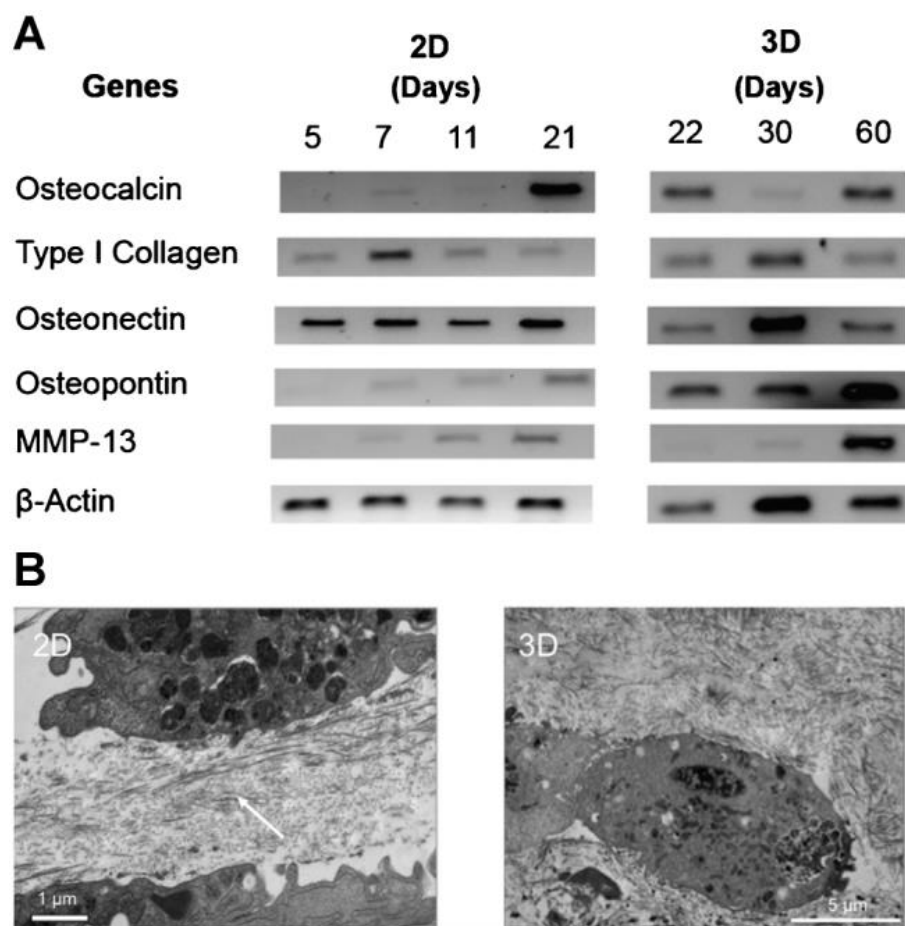 A
2D
3D
Genes
(Days)
(Days)
5 7 11 21
22 30 60
Osteocalcin
Type I Collagen
Osteonectin
Osteopontin
MMP-13
β-Actin
B
2D
3D
1 µm
5 µm